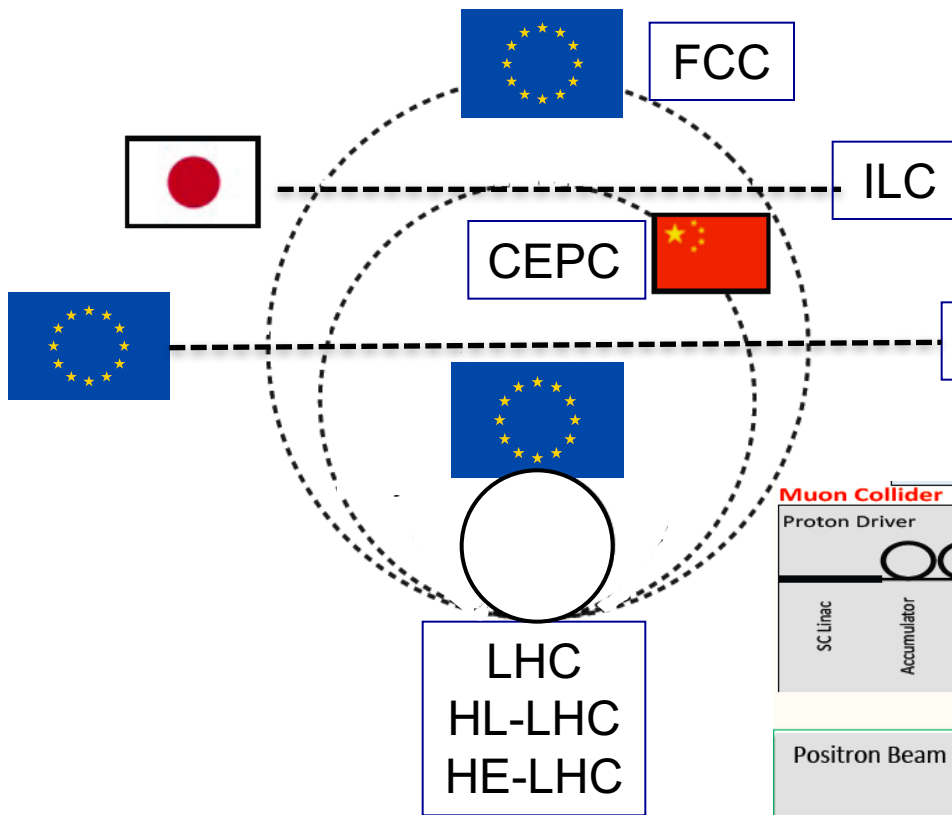 FCC
ILC
CEPC
Muon Collider
Proton Driver
SC Linac
Accumulator
LHC
HL-LHC
HE-LHC
Positron Beam